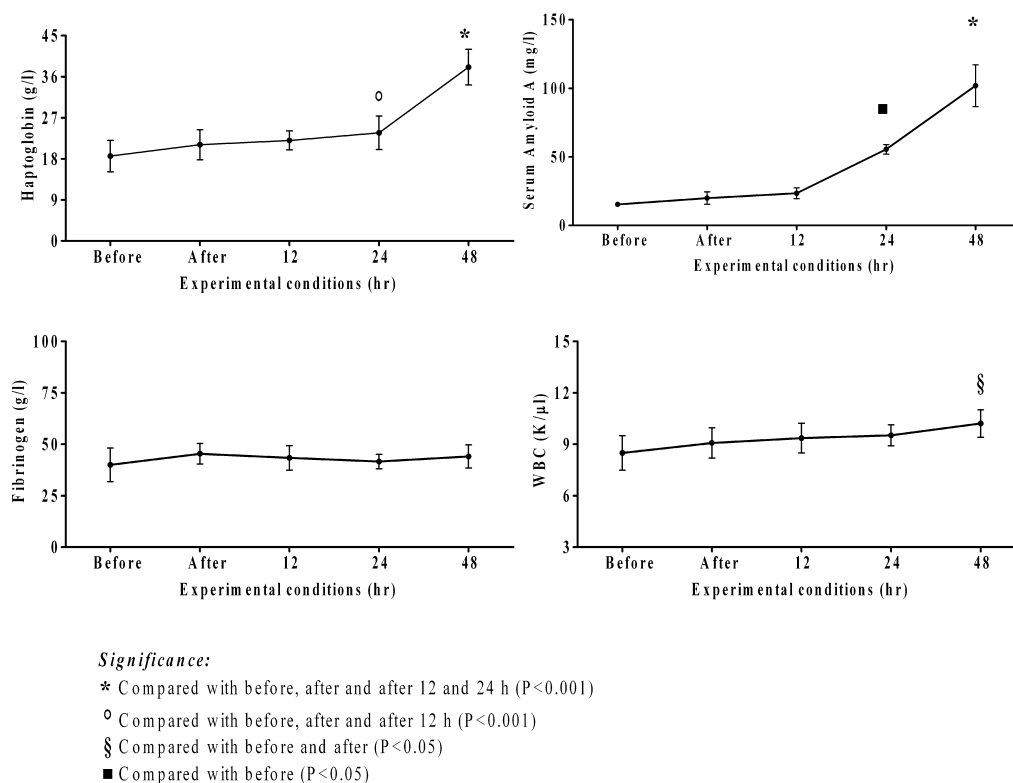 45
36
27
18
9
0
Haptoglobin (g/l)
°
*
Before After 12 24 48
Experimental conditions (hr)
150
100
50
0
Serum Amyloid A (mg/l)
■
*
Before After 12 24 48
Experimental conditions (hr)
100
75
50
25
0
Fibrinogen (g/l)
Before After 12 24 48
Experimental conditions (hr)
15
12
9
6
3
WBC (K/µl)
§
Before After 12 24 48
Experimental conditions (hr)
Significance:
* Compared with before, after and after 12 and 24 h (P<0.001)
° Compared with before, after and after 12 h (P<0.001)
§ Compared with before and after (P<0.05)
■ Compared with before (P<0.05)